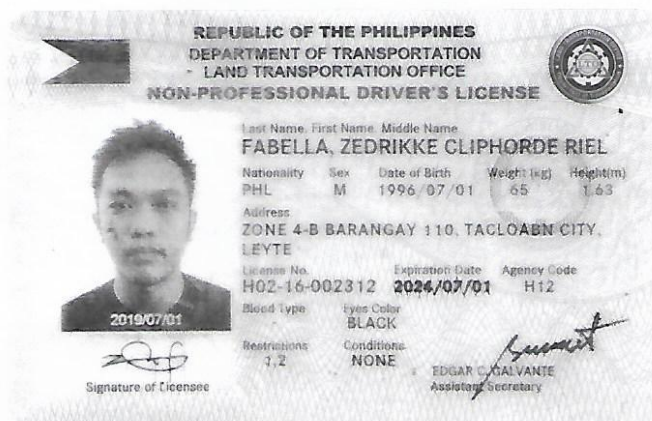 REPUBLIC OF THE PHILIPPINES
DEPARTMENT OF TRANSPORTATION
LAND TRANSPORTATION OFFICE
NON-PROFESSIONAL DRIVER'S LICENSE
Last Name, First Name, Middle Name
FABELLA, ZEDRIKKE CLIPHORDE RIEL
Nationality Sex Date of Birth Weight (kg) Height(m)
PHL M 1996/07/01 65 1.63
Address
ZONE 4-B BARANGAY 110, TACLOABN CITY,
LEYTE
License No. Expiration Date Agency Code
H02-16-002312 2024/07/01 H12
Blood Type Eyes Color
BLACK
2019/07/01
Restrictions Conditions
1,2 NONE
EDGAR C. GALVANTE
Assistant Secretary
Signature of Licensee